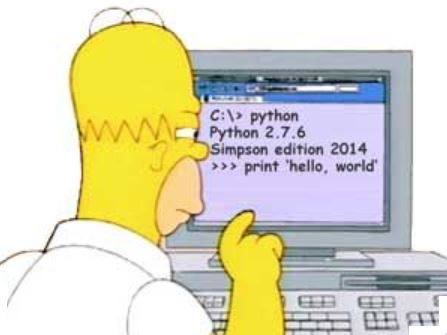 C:\> python
Python 2.7.6
Simpson edition 2014
>>> print 'hello, world'